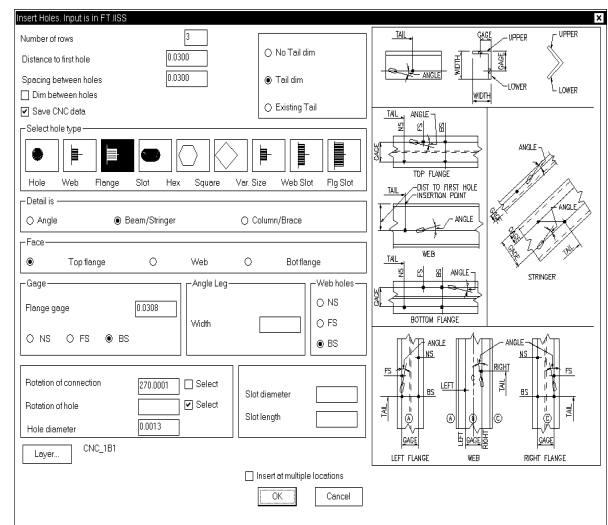 Insert Holes. Input is in FT.IISS
Number of rows 3
Distance to first hole 0.0300
Spacing between holes 0.0300
Dim between holes
Save CNC data
No Tail dim
Tail dim
Existing Tail
Select hole type
Hole Web Flange Slot Hex Square Var. Size Web Slot Flg Slot
Detail is
Angle Beam/Stringer Column/Brace
Face
Top flange Web Bot flange
Gage
Flange gage 0.0308
NS FS BS
Angle Leg
Width
Web holes
NS
FS
BS
Rotation of connection 270.0001 Select
Rotation of hole Select
Hole diameter 0.0013
Slot diameter
Slot length
Layer... CNC_1B1
Insert at multiple locations
OK Cancel
TAIL
ANGLE
GAGE
UPPER
WIDTH
GAGE
LOWER
WIDTH
UPPER
LOWER
TAIL ANGLE
NS FS BS
GAGE
TOP FLANGE
TAIL
DIST TO FIRST HOLE
INSERTION POINT
ANGLE
WEB
TAIL
NS FS BS ANGLE
GAGE
BOTTOM FLANGE
ANGLE
ANGLE
GAGE
TAIL
STRINGER
ANGLE
NS
FS
BS
TAIL
A
GAGE
LEFT FLANGE
ANGLE
RIGHT
LEFT
TAIL
A B C
LEFT GAGE RIGHT
WEB
NS
FS
BS
TAIL
GAGE
RIGHT FLANGE